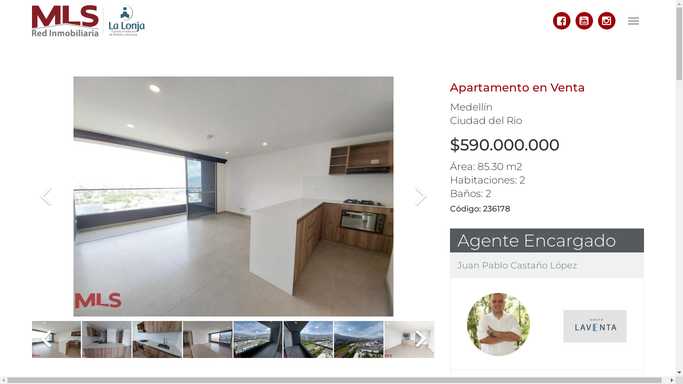 MLS
Red Inmobiliaria
La Lonja
Apartamento en Venta
Medellín
Ciudad del Rio
$590.000.000
Área: 85.30 m2
Habitaciones: 2
Baños: 2
Código: 236178
MLS
Agente Encargado
Juan Pablo Castaño López
LAVENTA